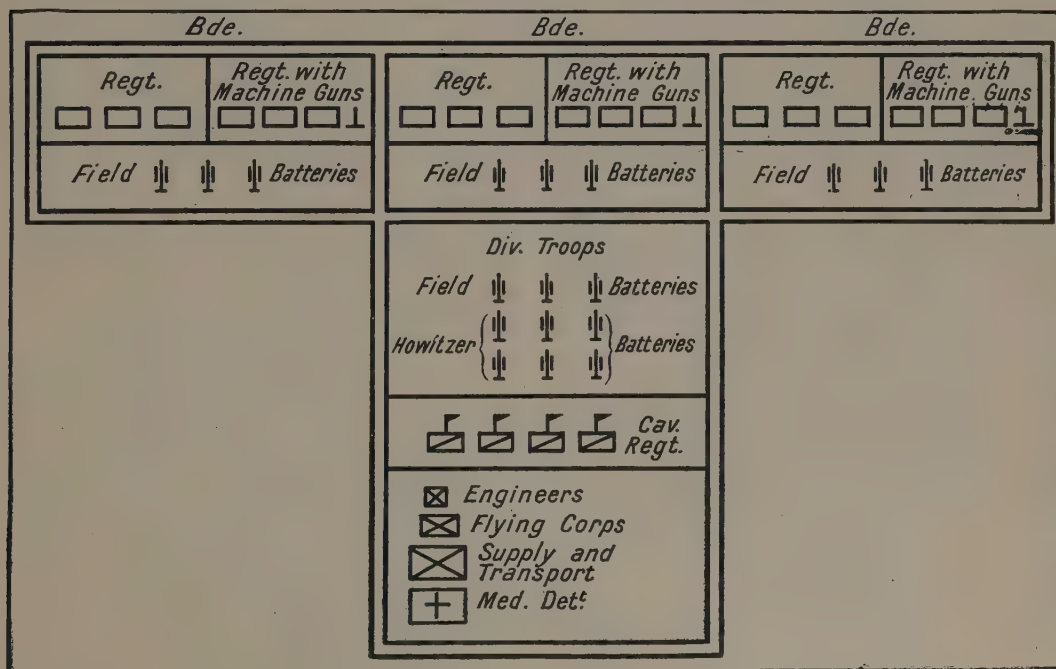 Bde.
Bde.
Bde.
Regt.
Regt. with
Machine Guns
Field
Batteries
Regt.
Regt. with
Machine Guns
Field
Batteries
Regt.
Regt. with
Machine Guns
Field
Batteries
Div. Troops
Field
Batteries
Howitzer
Batteries
Cav.
Regt.
Engineers
Flying Corps
Supply and
Transport
Med. Detᵗ.